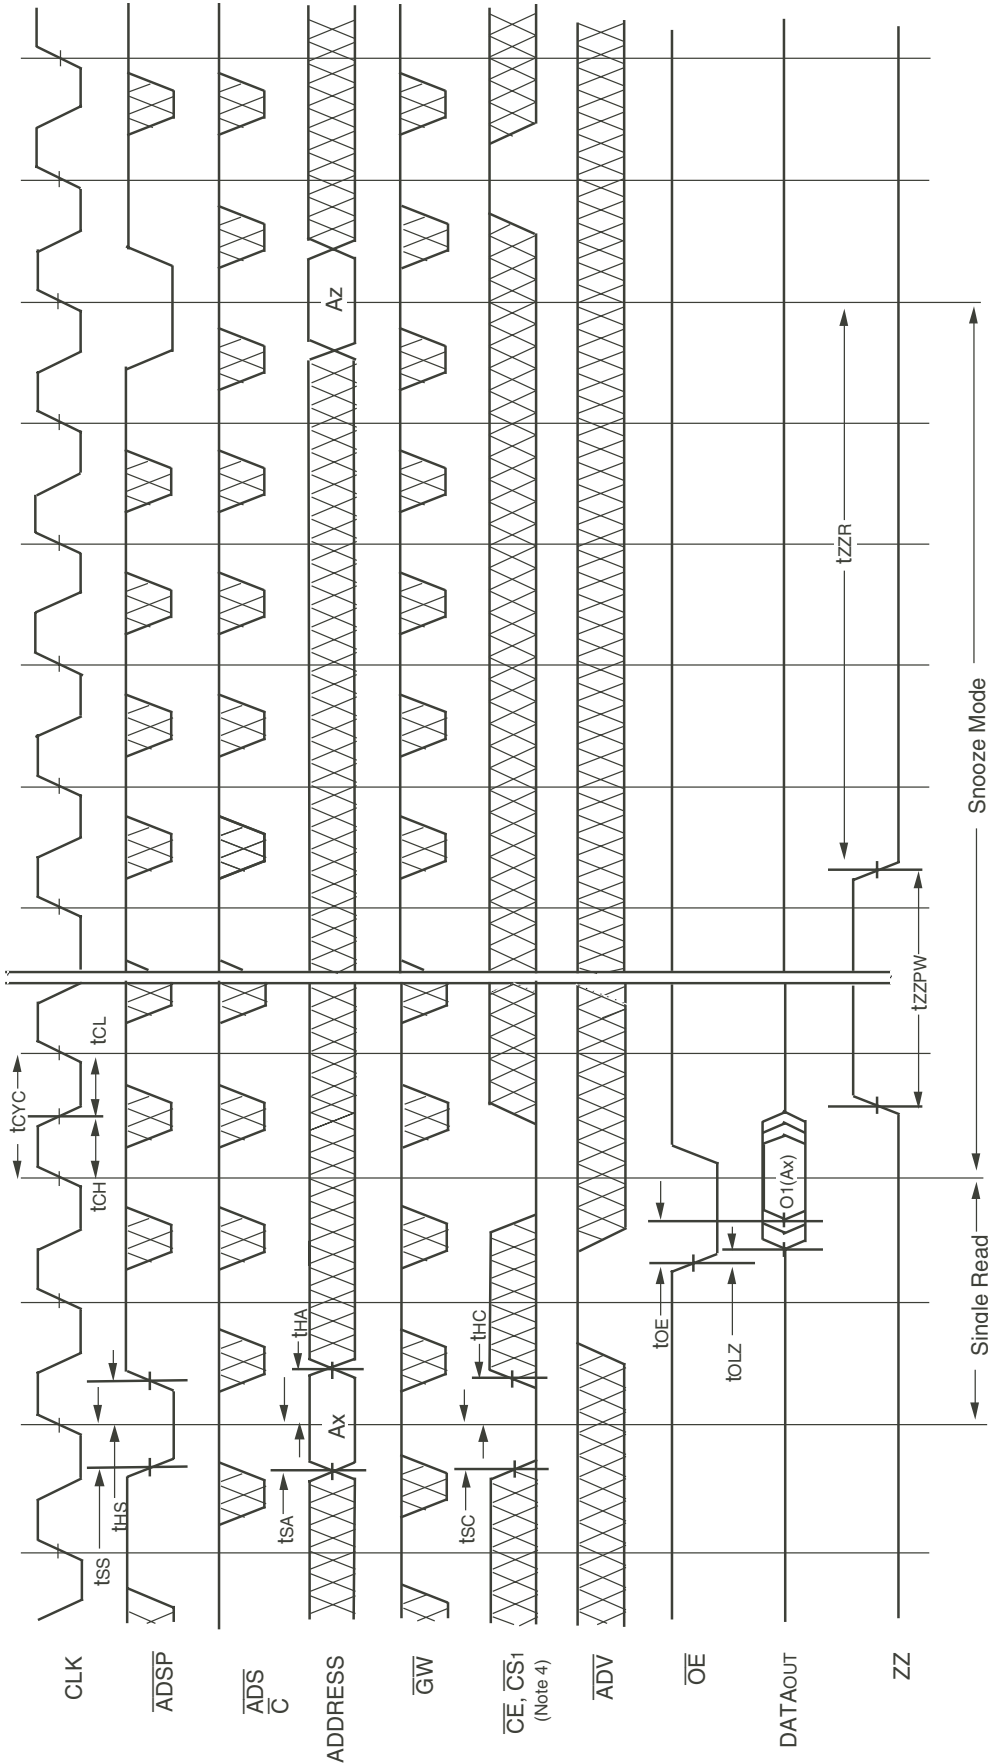 CLK
ADSP
ADS
C
ADDRESS
GW
CE, CS1
(Note 4)
ADV
OE
DATAOUT
ZZ
tCYC
tCH
tCL
tSS
tHS
tSA
tHA
Ax
Az
tSC
tHC
tOE
tOLZ
O1(Ax)
tZZPW
tZZR
Single Read
Snooze Mode